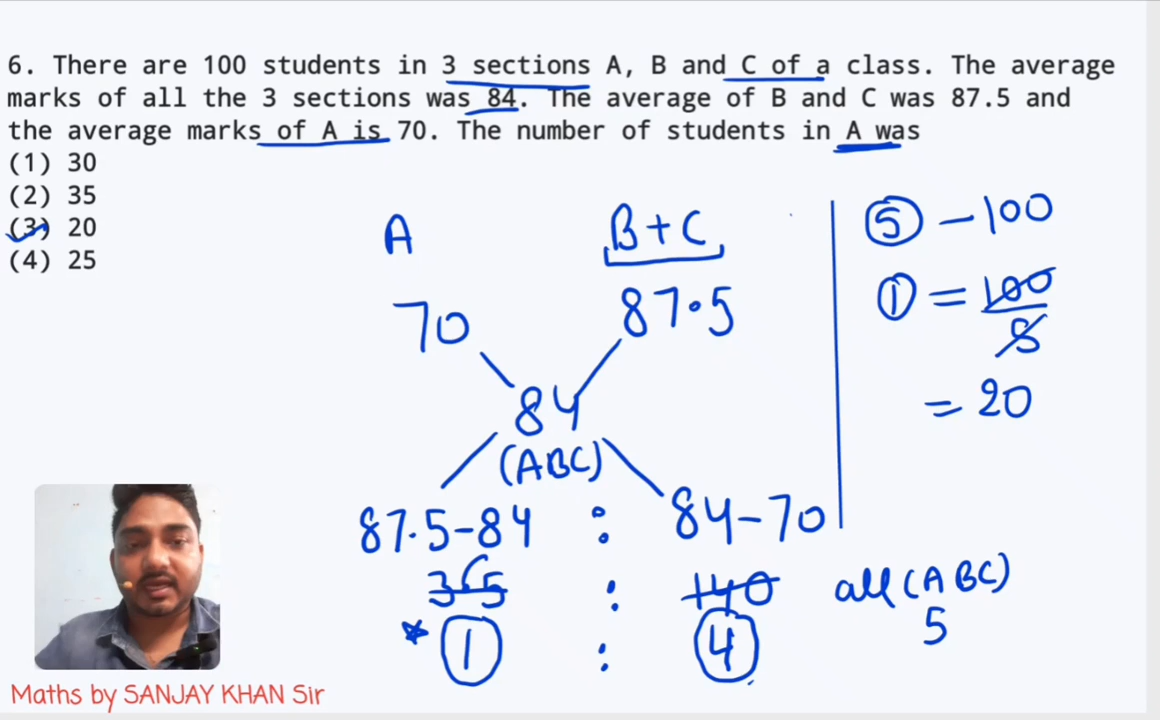 6. There are 100 students in 3 sections A, B and C of a class. The average
marks of all the 3 sections was 84. The average of B and C was 87.5 and
the average marks of A is 70. The number of students in A was
(1) 30
(2) 35
(3) 20
(4) 25
A B+C
70 87.5
84
(ABC)
87.5-84 : 84-70
35 : 140
1 : 4
5 - 100
1 = 100/5
= 20
all (ABC)
5
Maths by SANJAY KHAN Sir